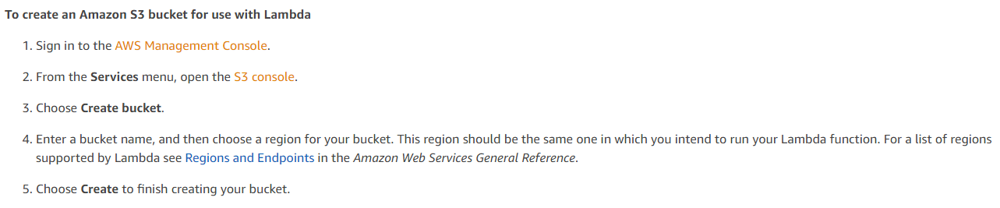 To create an Amazon S3 bucket for use with Lambda
1. Sign in to the AWS Management Console.
2. From the Services menu, open the S3 console.
3. Choose Create bucket.
4. Enter a bucket name, and then choose a region for your bucket. This region should be the same one in which you intend to run your Lambda function. For a list of regions
supported by Lambda see Regions and Endpoints in the Amazon Web Services General Reference.
5. Choose Create to finish creating your bucket.